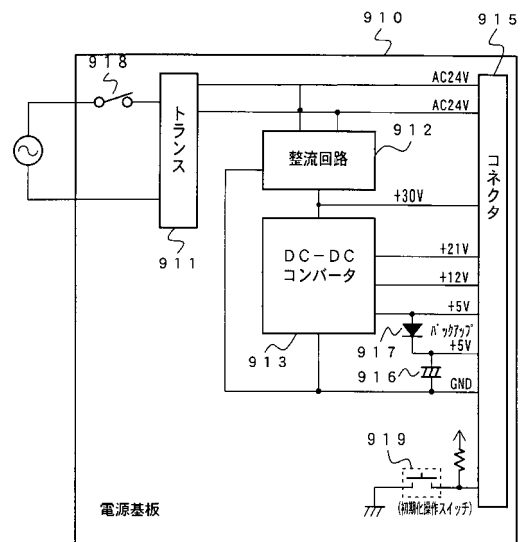 910
915
918
AC24V
AC24V
トランス
912
整流回路
コネクタ
+30V
911
DC-DC
コンバータ
+21V
+12V
+5V
917
バックアップ
+5V
913
916
GND
919
電源基板
(初期化操作スイッチ)